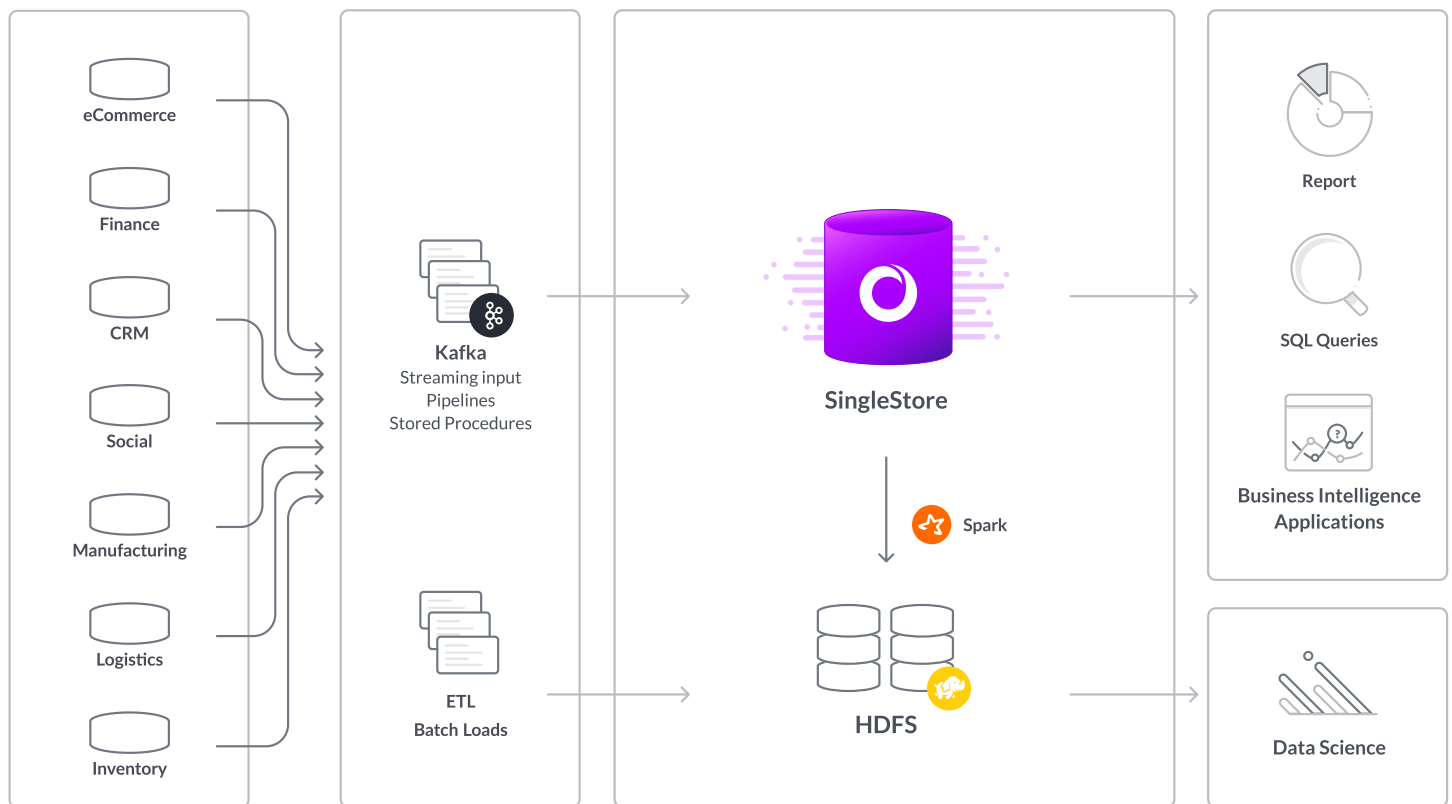 eCommerce
Finance
CRM
Social
Manufacturing
Logistics
Inventory
Kafka
Streaming input
Pipelines
Stored Procedures
ETL
Batch Loads
SingleStore
Spark
HDFS
Report
SQL Queries
?
Business Intelligence
Applications
Data Science